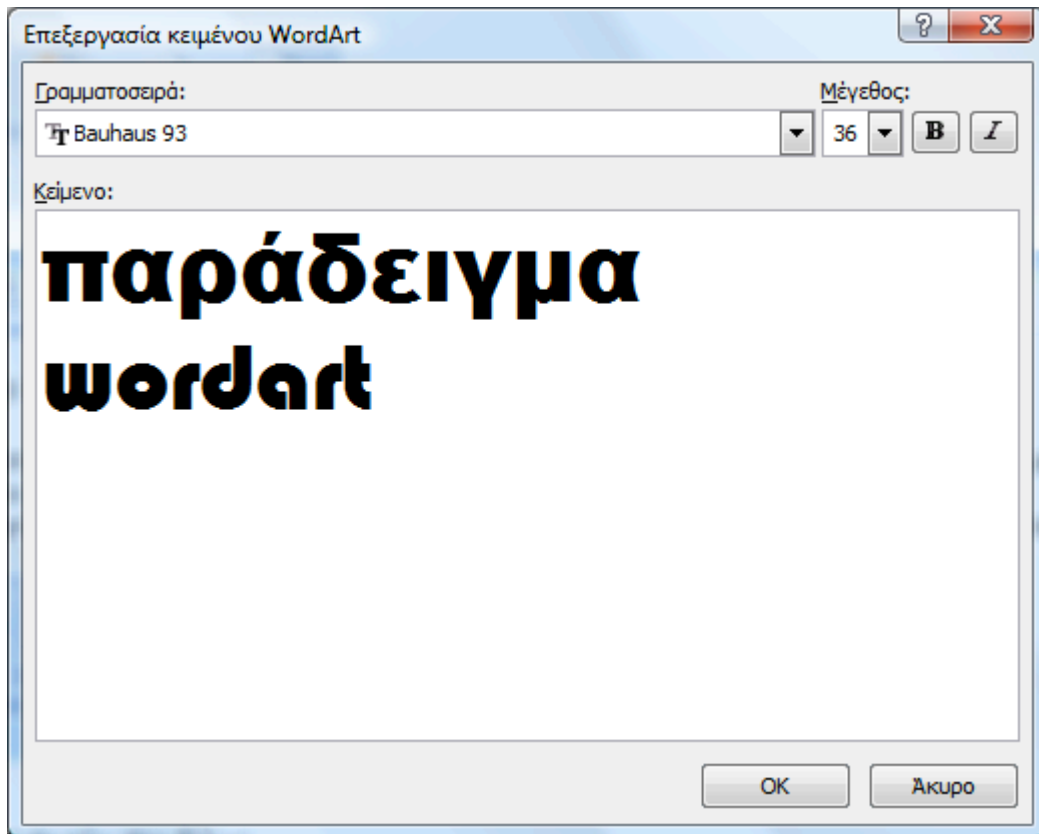 Επεξεργασία κειμένου WordArt
Γραμματοσειρά: Μέγεθος:
Bauhaus 93 36 B I
Κείμενο:
παράδειγμα
wordart
OK Άκυρο